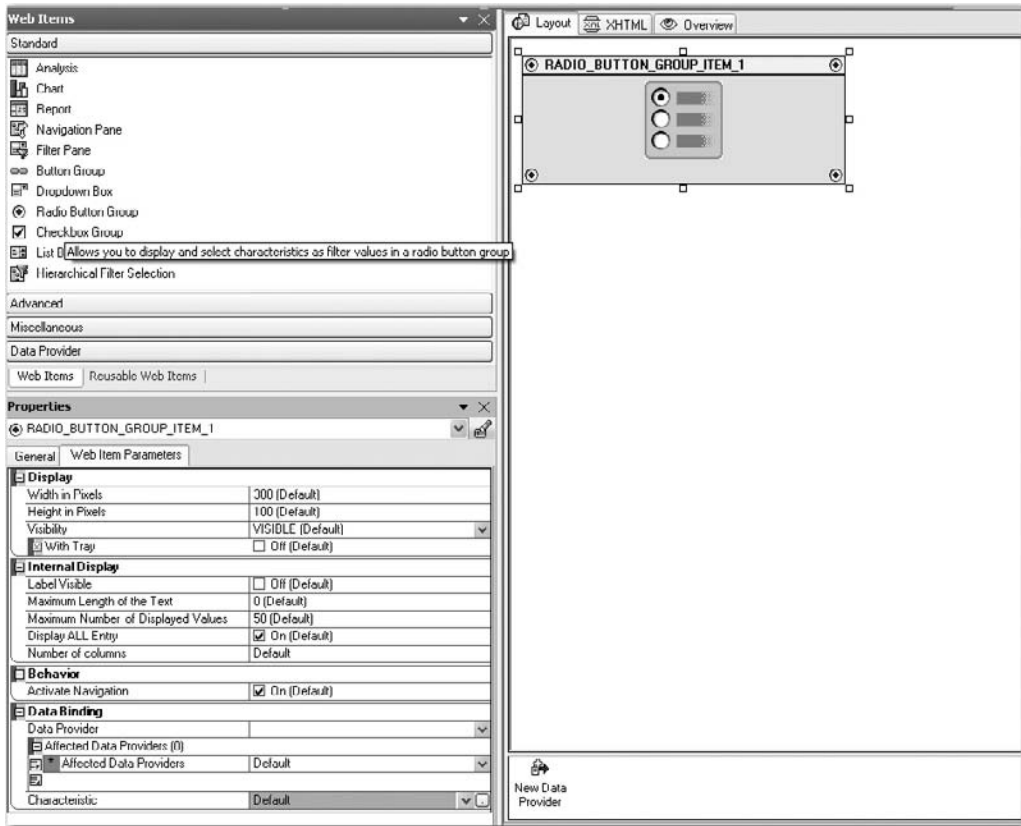 Web Items
Standard
Analysis
Chart
Report
Navigation Pane
Filter Pane
Button Group
Dropdown Box
Radio Button Group
Checkbox Group
List B
Allows you to display and select characteristics as filter values in a radio button group
Hierarchical Filter Selection
Advanced
Miscellaneous
Data Provider
Web Items Reusable Web Items
Properties
RADIO_BUTTON_GROUP_ITEM_1
General Web Item Parameters
Display
Width in Pixels 300 (Default)
Height in Pixels 100 (Default)
Visibility VISIBLE (Default)
With Tray Off (Default)
Internal Display
Label Visible Off (Default)
Maximum Length of the Text 0 (Default)
Maximum Number of Displayed Values 50 (Default)
Display ALL Entry On (Default)
Number of columns Default
Behavior
Activate Navigation On (Default)
Data Binding
Data Provider
Affected Data Providers (0)
* Affected Data Providers Default
Characteristic Default
Layout XHTML Overview
RADIO_BUTTON_GROUP_ITEM_1
New Data
Provider